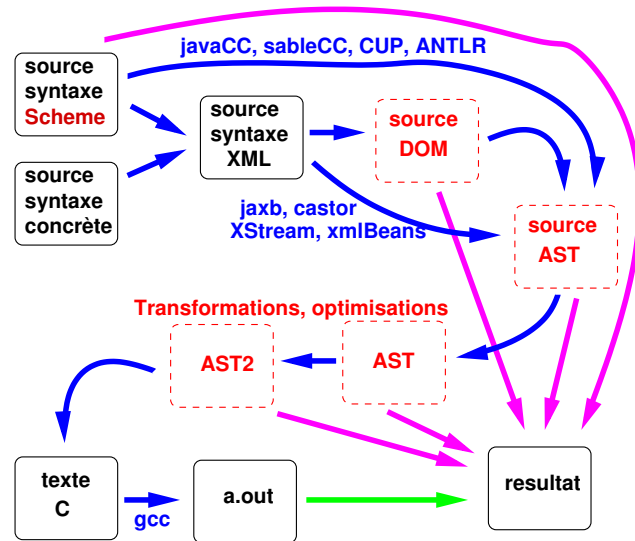 javaCC, sableCC, CUP, ANTLR
source
syntaxe
Scheme
source
syntaxe
XML
source
DOM
source
syntaxe
concrète
jaxb, castor
XStream, xmlBeans
source
AST
Transformations, optimisations
AST2
AST
texte
C
gcc
a.out
resultat